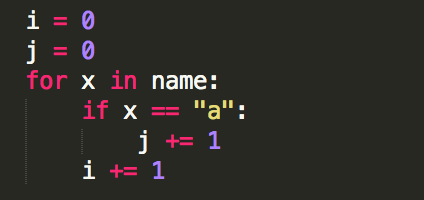 i = 0
j = 0
for x in name:
    if x == "a":
        j += 1
    i += 1